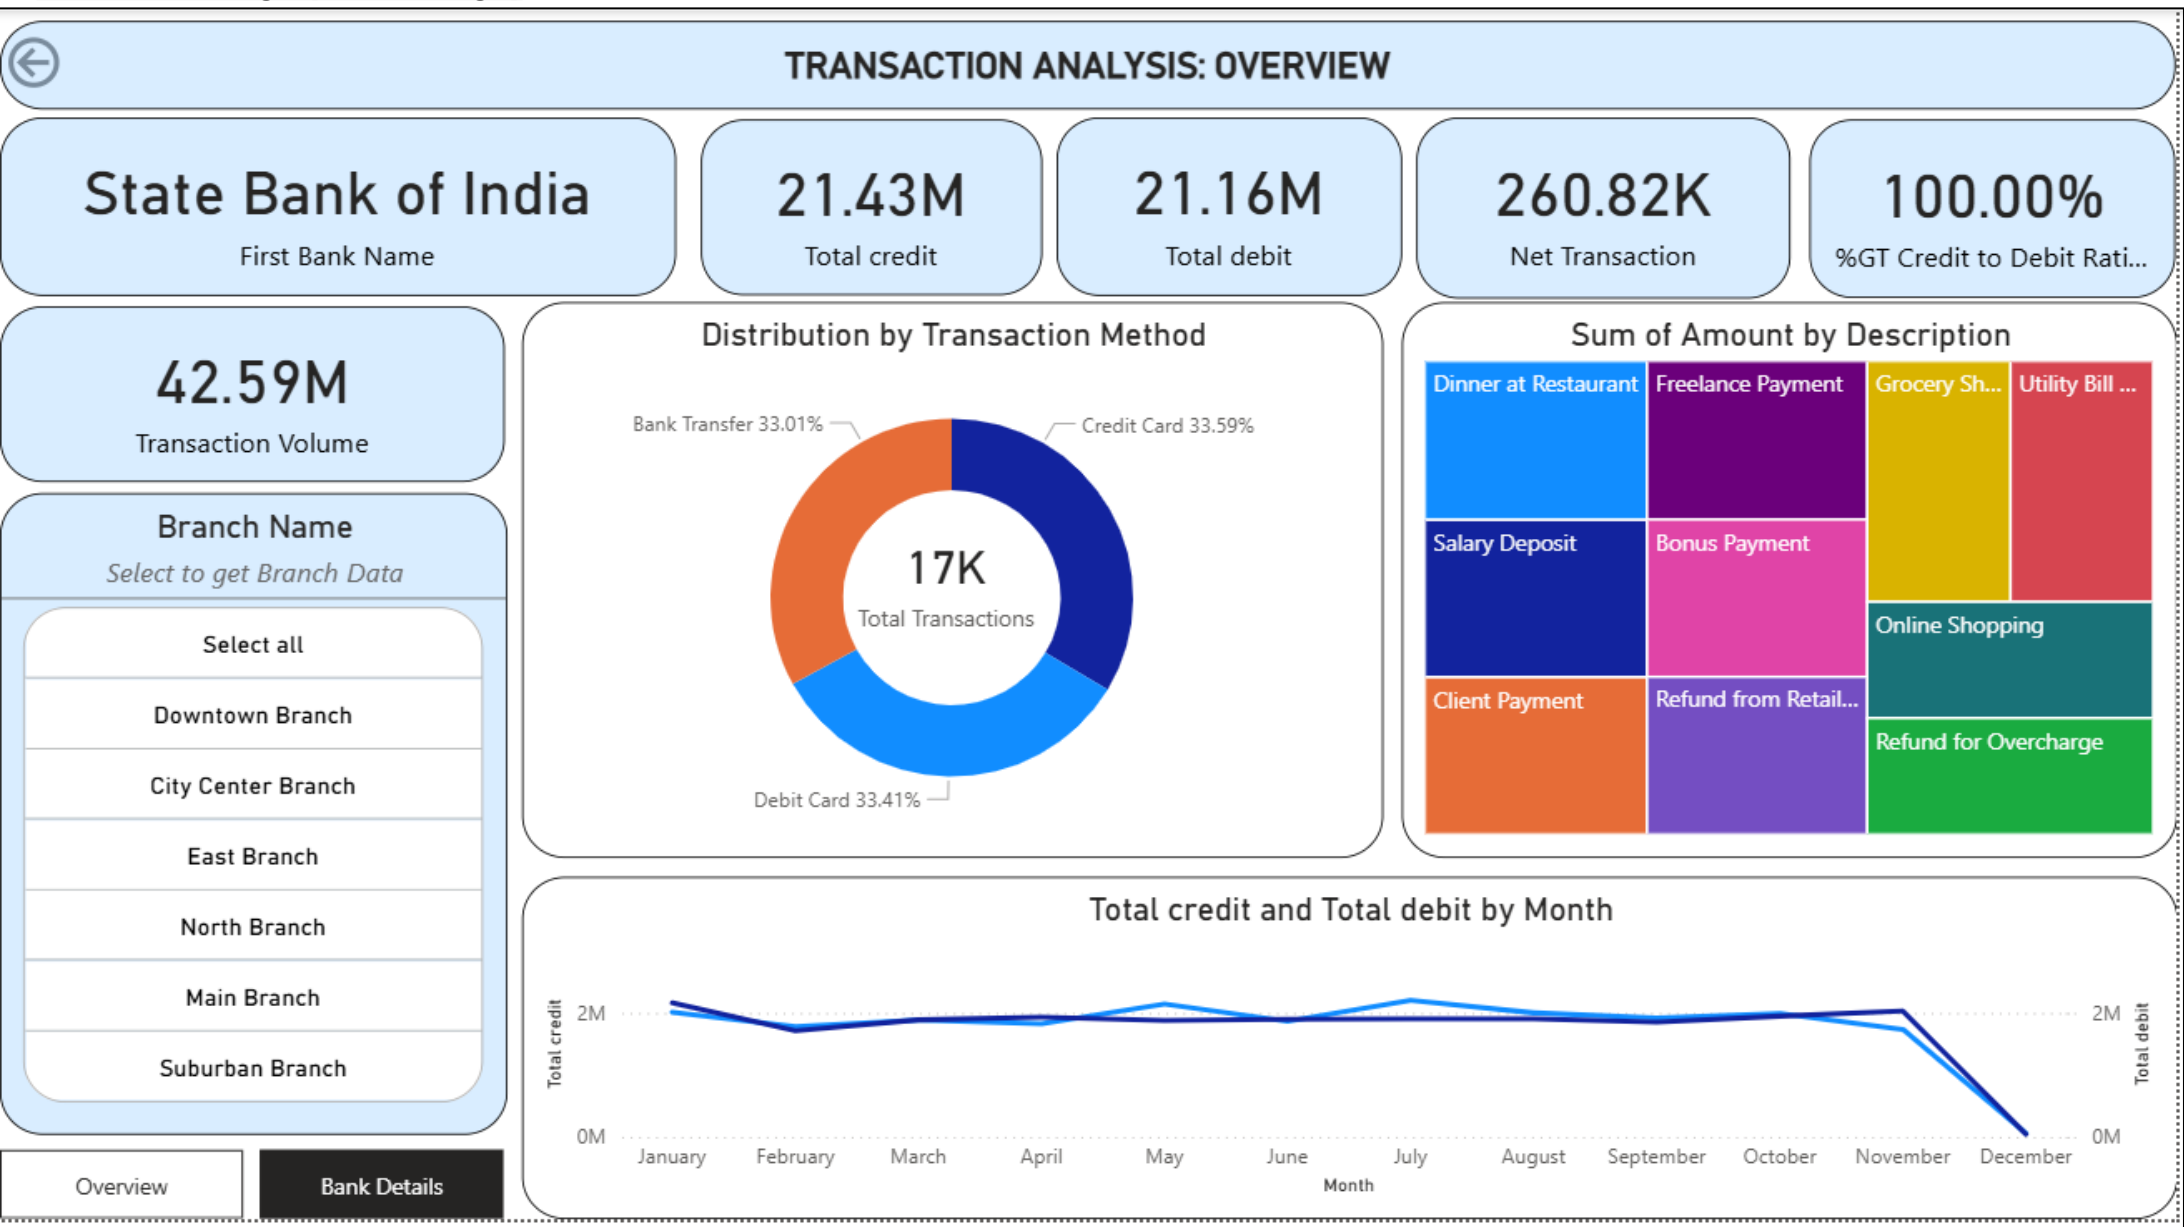 TRANSACTION ANALYSIS: OVERVIEW
State Bank of India
First Bank Name
21.43M
Total credit
21.16M
Total debit
260.82K
Net Transaction
100.00%
%GT Credit to Debit Rati...
42.59M
Transaction Volume
Branch Name
Select to get Branch Data
Select all
Downtown Branch
City Center Branch
East Branch
North Branch
Main Branch
Suburban Branch
Overview
Bank Details
Distribution by Transaction Method
Bank Transfer 33.01%
Credit Card 33.59%
17K
Total Transactions
Debit Card 33.41%
Sum of Amount by Description
Dinner at Restaurant
Freelance Payment
Grocery Sh...
Utility Bill ...
Salary Deposit
Bonus Payment
Online Shopping
Client Payment
Refund from Retail...
Refund for Overcharge
Total credit and Total debit by Month
Total credit
2M
0M
2M
0M
Total debit
January February March April May June July August September October November December
Month